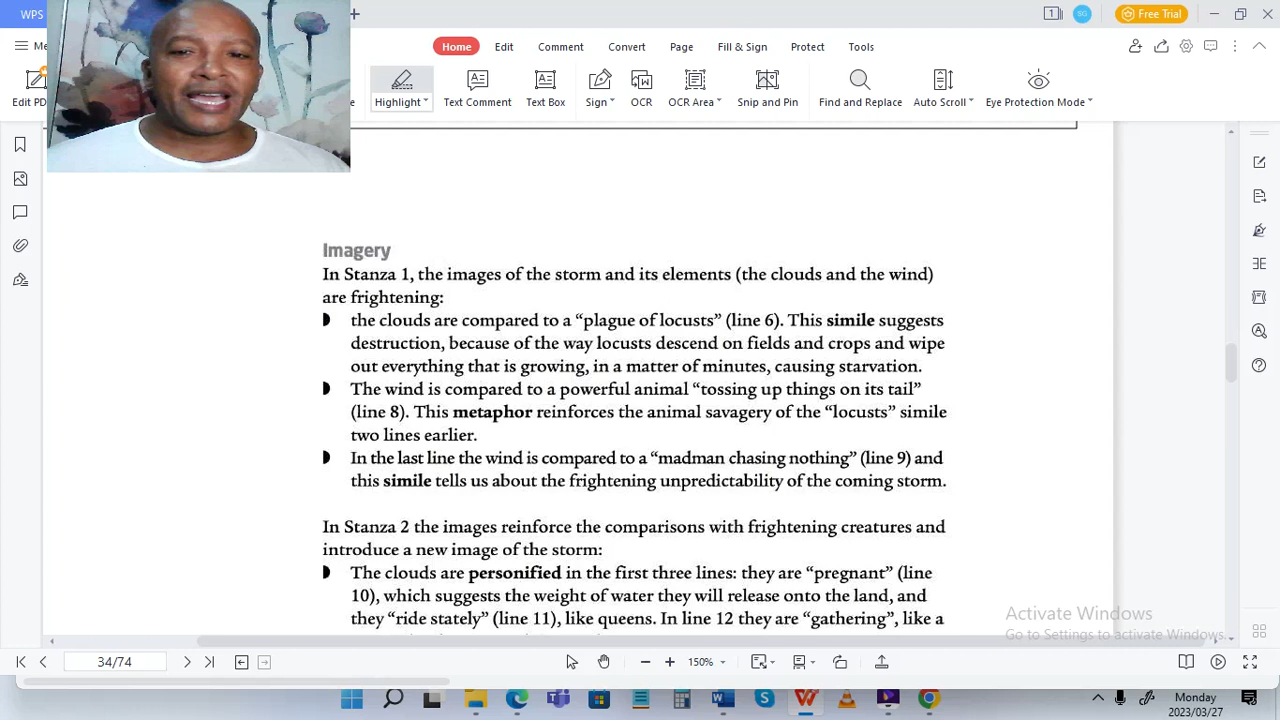 WPS
SG
Free Trial
Home Edit Comment Convert Page Fill & Sign Protect Tools
Edit PD
Highlight Text Comment Text Box Sign OCR OCR Area Snip and Pin Find and Replace Auto Scroll Eye Protection Mode
Imagery
In Stanza 1, the images of the storm and its elements (the clouds and the wind)
are frightening:
the clouds are compared to a “plague of locusts” (line 6). This simile suggests
destruction, because of the way locusts descend on fields and crops and wipe
out everything that is growing, in a matter of minutes, causing starvation.
The wind is compared to a powerful animal “tossing up things on its tail”
(line 8). This metaphor reinforces the animal savagery of the “locusts” simile
two lines earlier.
In the last line the wind is compared to a “madman chasing nothing” (line 9) and
this simile tells us about the frightening unpredictability of the coming storm.
In Stanza 2 the images reinforce the comparisons with frightening creatures and
introduce a new image of the storm:
The clouds are personified in the first three lines: they are “pregnant” (line
10), which suggests the weight of water they will release onto the land, and
they “ride stately” (line 11), like queens. In line 12 they are “gathering”, like a
Activate Windows
Go to Settings to activate Windows.
34/74
150%
Monday
2023/03/27